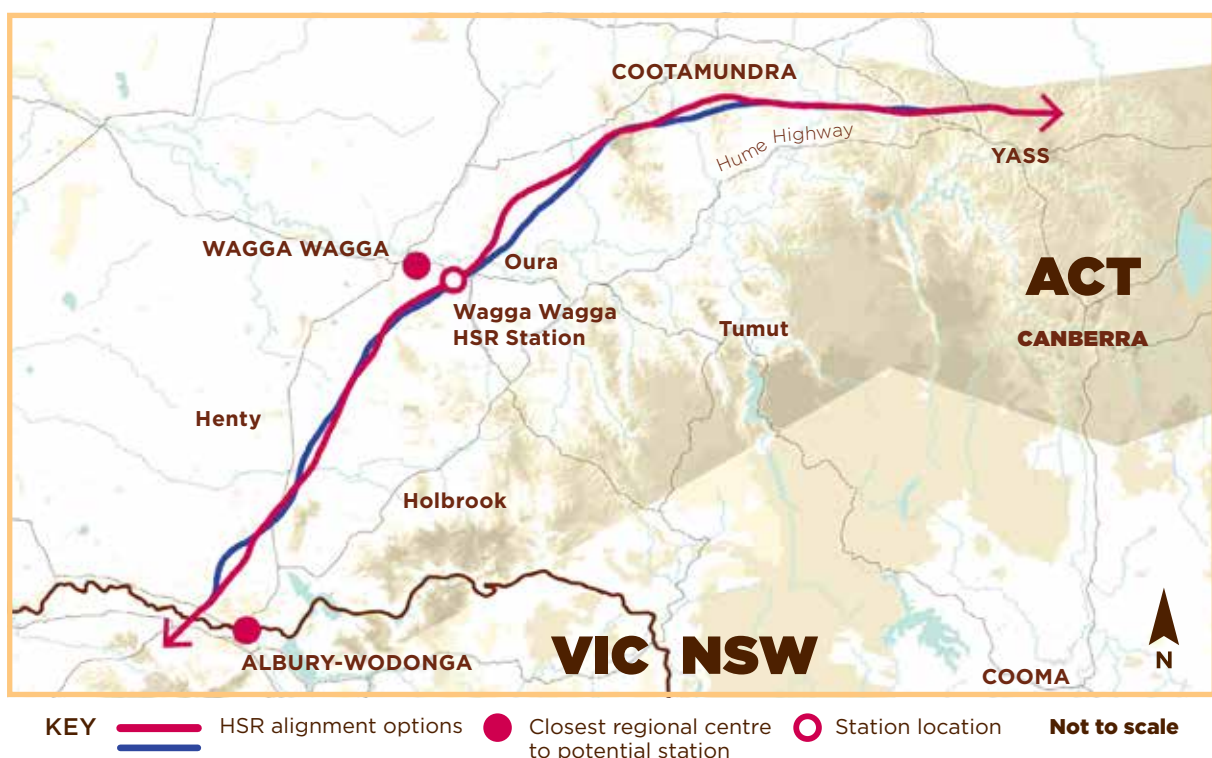 COOTAMUNDRA
Hume Highway
YASS
WAGGA WAGGA
Oura
ACT
Wagga Wagga
HSR Station
Tumut
CANBERRA
Henty
Holbrook
VIC NSW
ALBURY-WODONGA
COOMA
N
KEY HSR alignment options Closest regional centre Station location Not to scale
to potential station